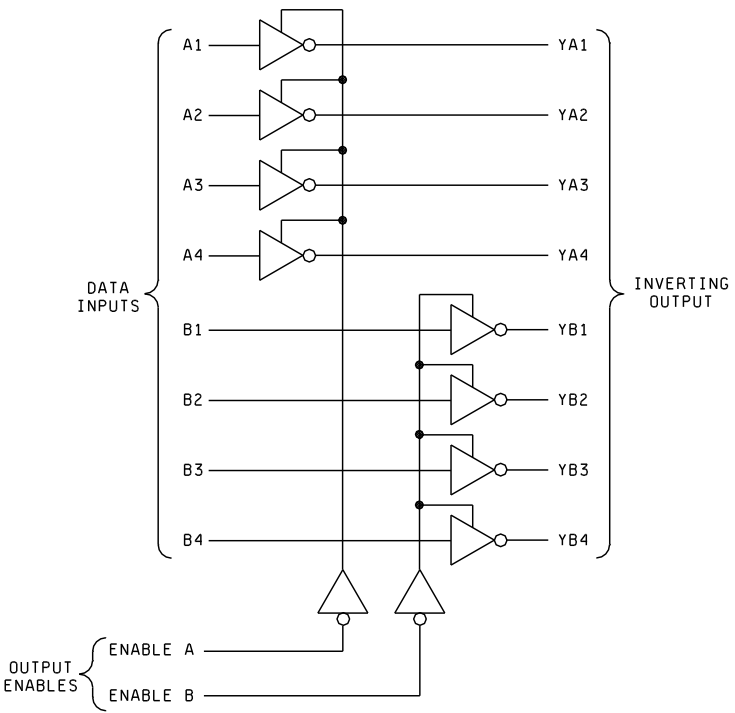 A1 YA1
A2 YA2
A3 YA3
A4 YA4
DATA
INPUTS
INVERTING
OUTPUT
B1 YB1
B2 YB2
B3 YB3
B4 YB4
OUTPUT
ENABLES
ENABLE A
ENABLE B